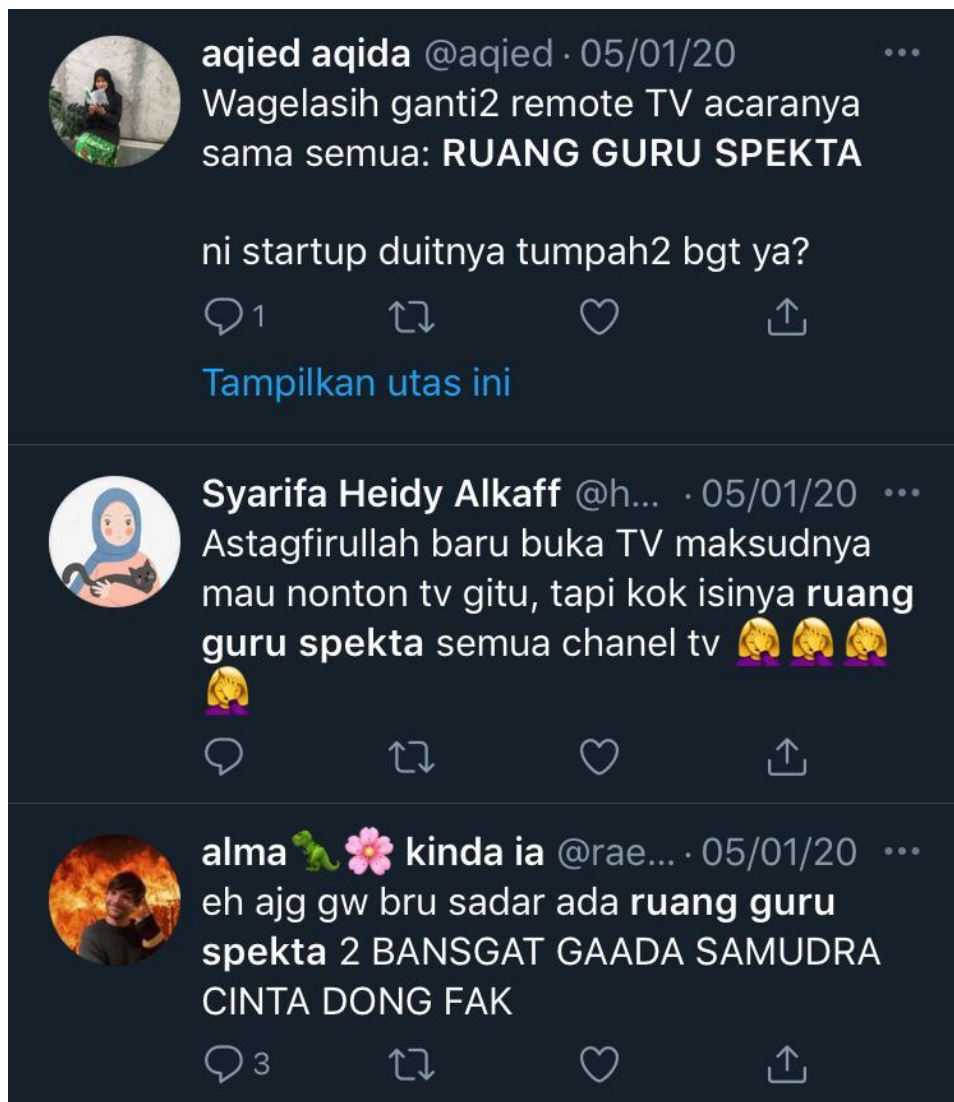 aqied aqida @aqied · 05/01/20
Wagelasih ganti2 remote TV acaranya
sama semua: RUANG GURU SPEKTA
ni startup duitnya tumpah2 bgt ya?
1
Tampilkan utas ini
Syarifa Heidy Alkaff @h... · 05/01/20
Astagfirullah baru buka TV maksudnya
mau nonton tv gitu, tapi kok isinya ruang
guru spekta semua chanel tv 🤦‍♀️🤦‍♀️🤦‍♀️
🤦‍♀️
alma🦖🌸 kinda ia @rae... · 05/01/20
eh ajg gw bru sadar ada ruang guru
spekta 2 BANSGAT GAADA SAMUDRA
CINTA DONG FAK
3